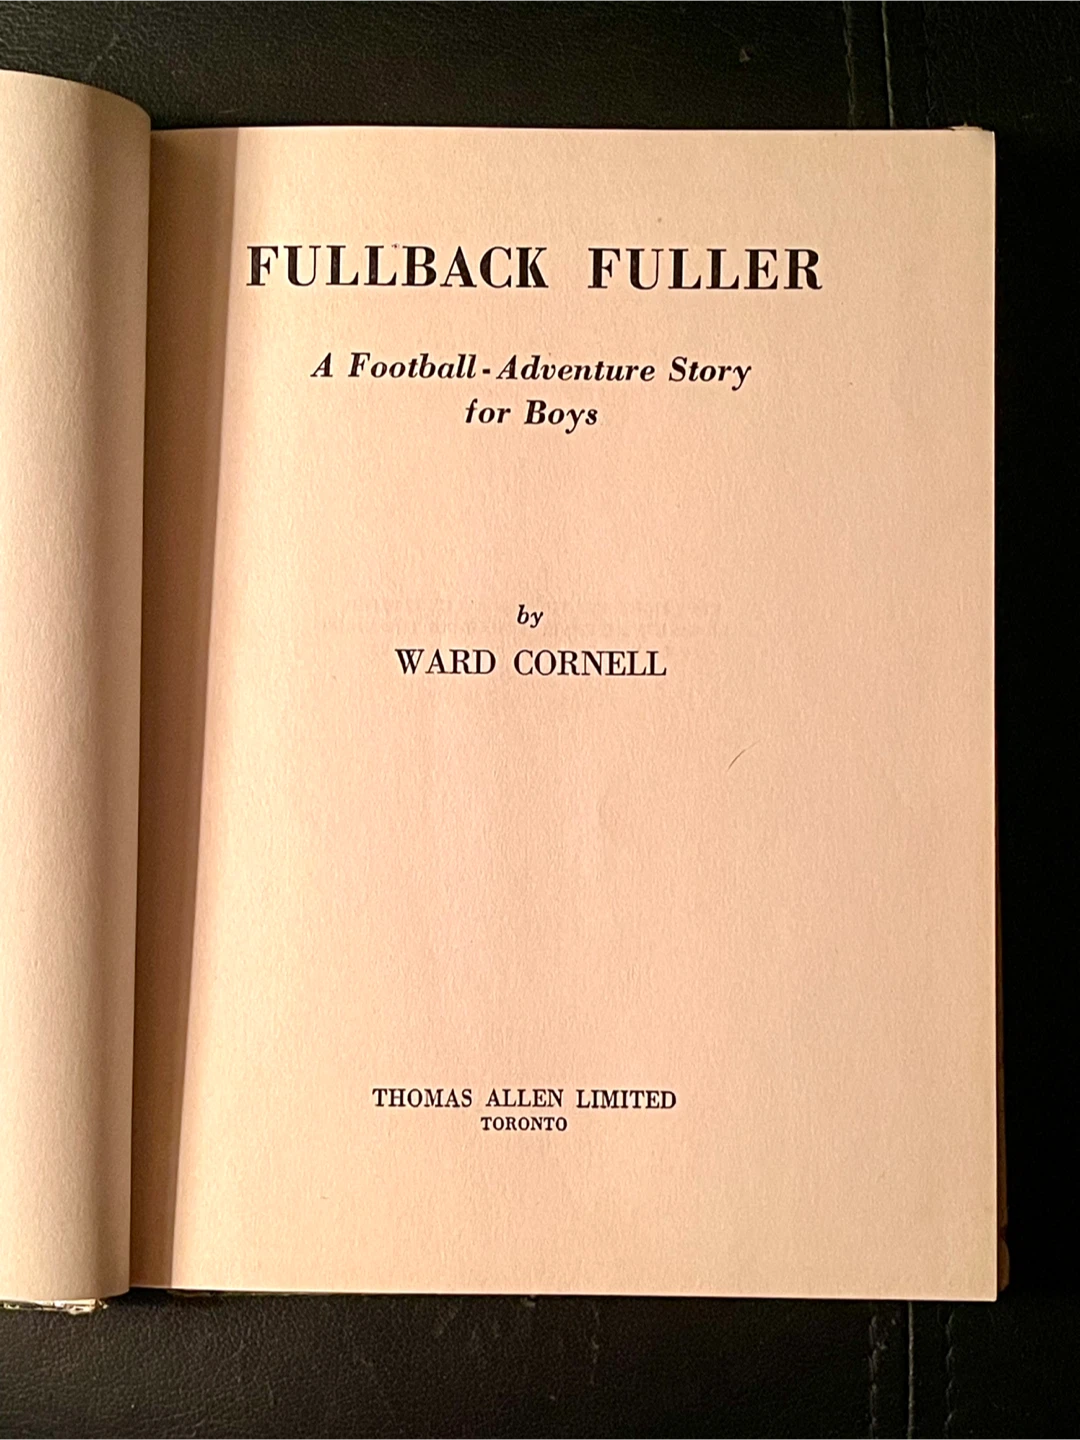 FULLBACK FULLER
A Football-Adventure Story
for Boys
by
WARD CORNELL
THOMAS ALLEN LIMITED
TORONTO